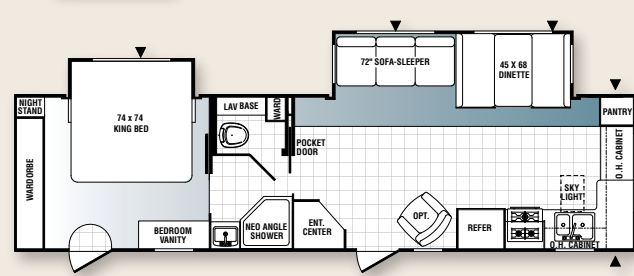 NIGHT
STAND
WARDORBE
74 x 74
KING BED
BEDROOM
VANITY
LAV BASE
WARD
NEO ANGLE
SHOWER
POCKET
DOOR
ENT.
CENTER
72" SOFA-SLEEPER
45 X 68
DINETTE
OPT.
REFER
SKY
LIGHT
PANTRY
O.H. CABINET
O.H. CABINET